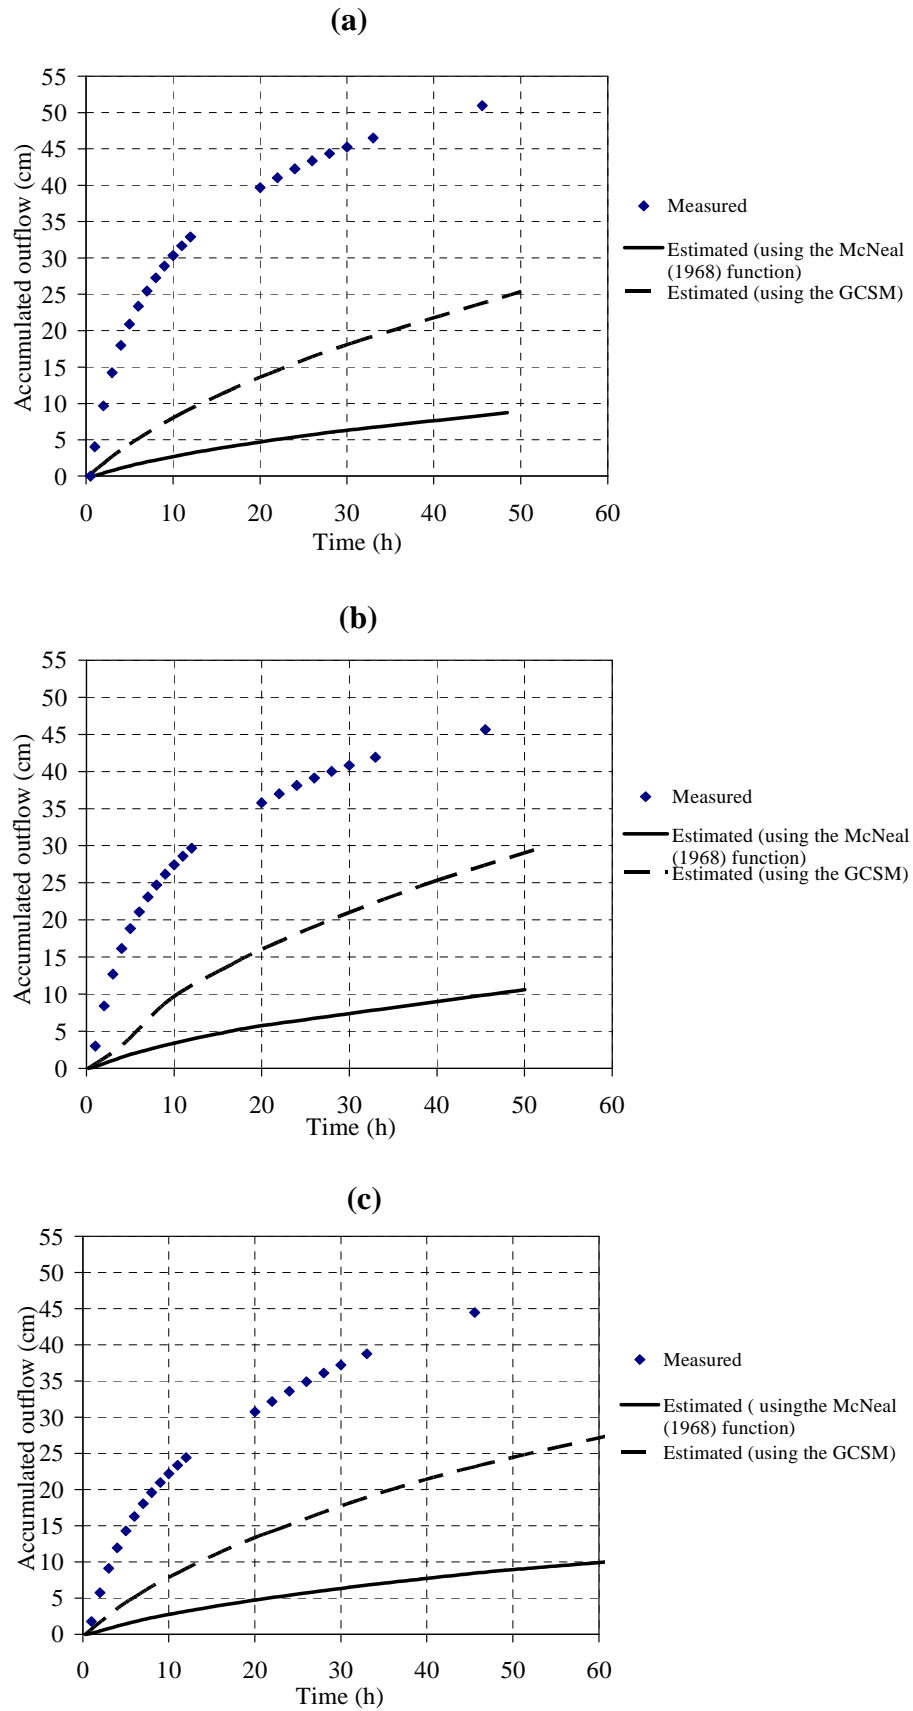 (a)
55
50
45
40
35
30
25
20
15
10
5
0
Accumulated outflow (cm)
0 10 20 30 40 50 60
Time (h)
Measured
Estimated (using the McNeal
(1968) function)
Estimated (using the GCSM)
(b)
55
50
45
40
35
30
25
20
15
10
5
0
Accumulated outflow (cm)
0 10 20 30 40 50 60
Time (h)
Measured
Estimated (using the McNeal
(1968) function)
Estimated (using the GCSM)
(c)
55
50
45
40
35
30
25
20
15
10
5
0
Accumulated outflow (cm)
0 10 20 30 40 50 60
Time (h)
Measured
Estimated ( usingthe McNeal
(1968) function)
Estimated (using the GCSM)